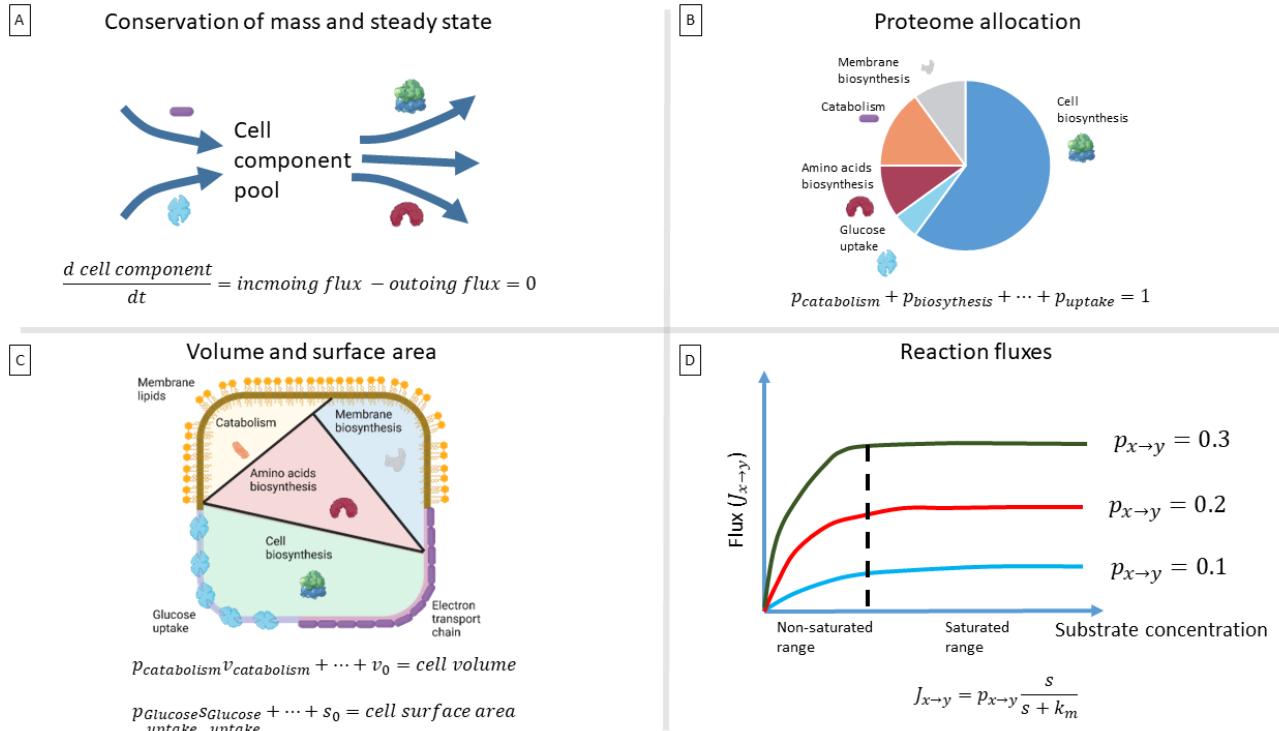 A
Conservation of mass and steady state
Cell
component
pool
d cell component
dt
= incmoing flux − outoing flux = 0
B
Proteome allocation
Membrane
biosynthesis
Catabolism
Cell
biosynthesis
Amino acids
biosynthesis
Glucose
uptake
p_catabolism + p_biosythesis + ⋯ + p_uptake = 1
C
Volume and surface area
Membrane
lipids
Catabolism
Membrane
biosynthesis
Amino acids
biosynthesis
Cell
biosynthesis
Glucose
uptake
Electron
transport
chain
p_catabolism v_catabolism + ⋯ + v_0 = cell volume
p_Glucose s_Glucose + ⋯ + s_0 = cell surface area
uptake uptake
D
Reaction fluxes
Flux (J_x→y)
p_x→y = 0.3
p_x→y = 0.2
p_x→y = 0.1
Non-saturated
range
Saturated
range
Substrate concentration
J_x→y = p_x→y s
s + k_m